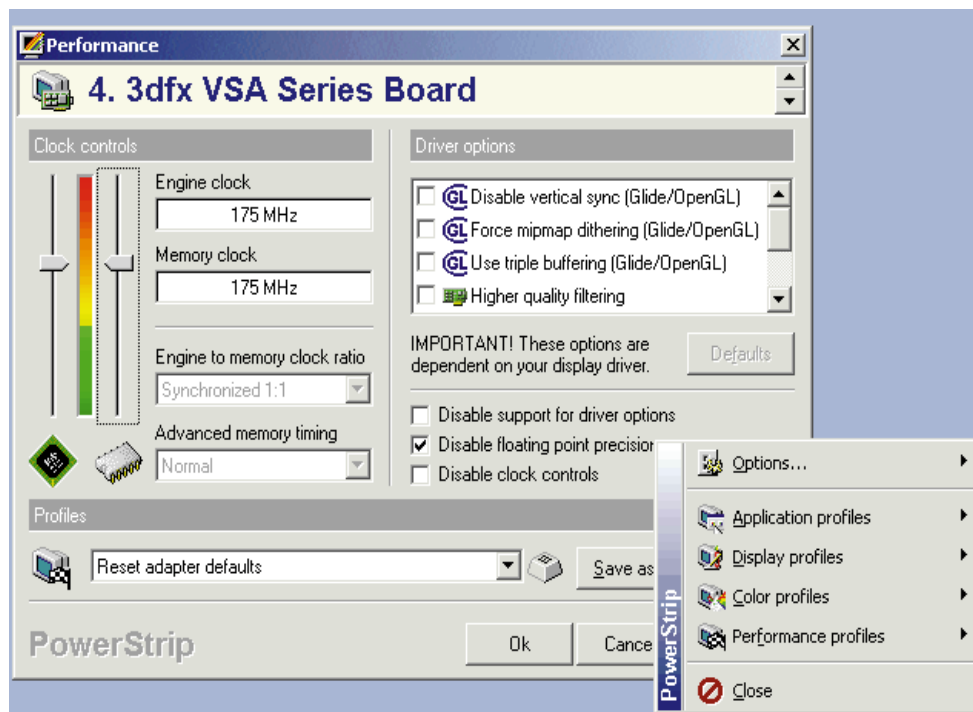 Performance
4. 3dfx VSA Series Board
Clock controls
Engine clock
175 MHz
Memory clock
175 MHz
Engine to memory clock ratio
Synchronized 1:1
Advanced memory timing
Normal
Driver options
GL Disable vertical sync (Glide/OpenGL)
GL Force mipmap dithering (Glide/OpenGL)
GL Use triple buffering (Glide/OpenGL)
Higher quality filtering
IMPORTANT! These options are
dependent on your display driver.
Defaults
Disable support for driver options
Disable floating point precision
Disable clock controls
Profiles
Reset adapter defaults
Save as
PowerStrip
Ok
Cance
PowerStrip
Options...
Application profiles
Display profiles
Color profiles
Performance profiles
Close